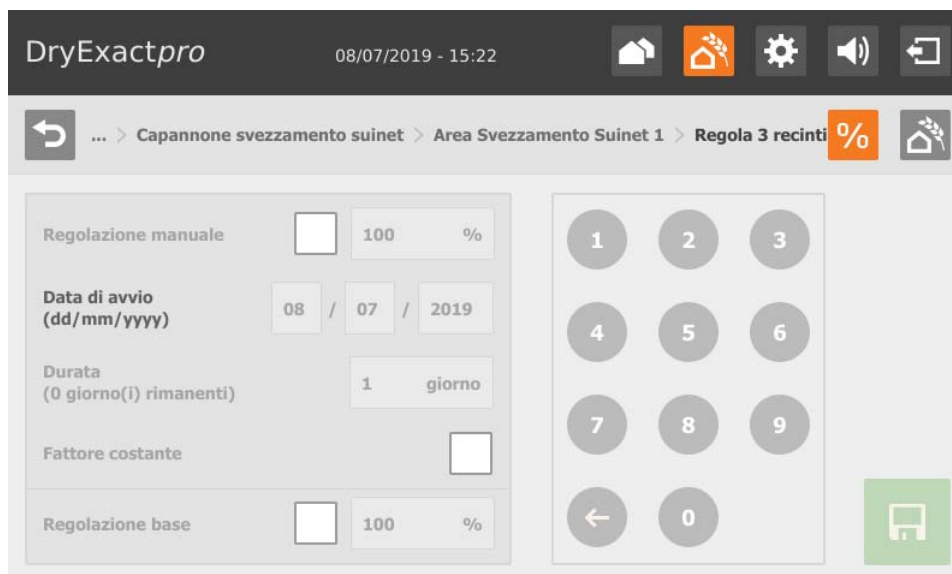 DryExactpro
08/07/2019 - 15:22
... > Capannone svezzamento suinet > Area Svezzamento Suinet 1 > Regola 3 recinti
%
Regolazione manuale
100 %
Data di avvio
(dd/mm/yyyy)
08 / 07 / 2019
Durata
(0 giorno(i) rimanenti)
1 giorno
Fattore costante
Regolazione base
100 %
1 2 3
4 5 6
7 8 9
← 0